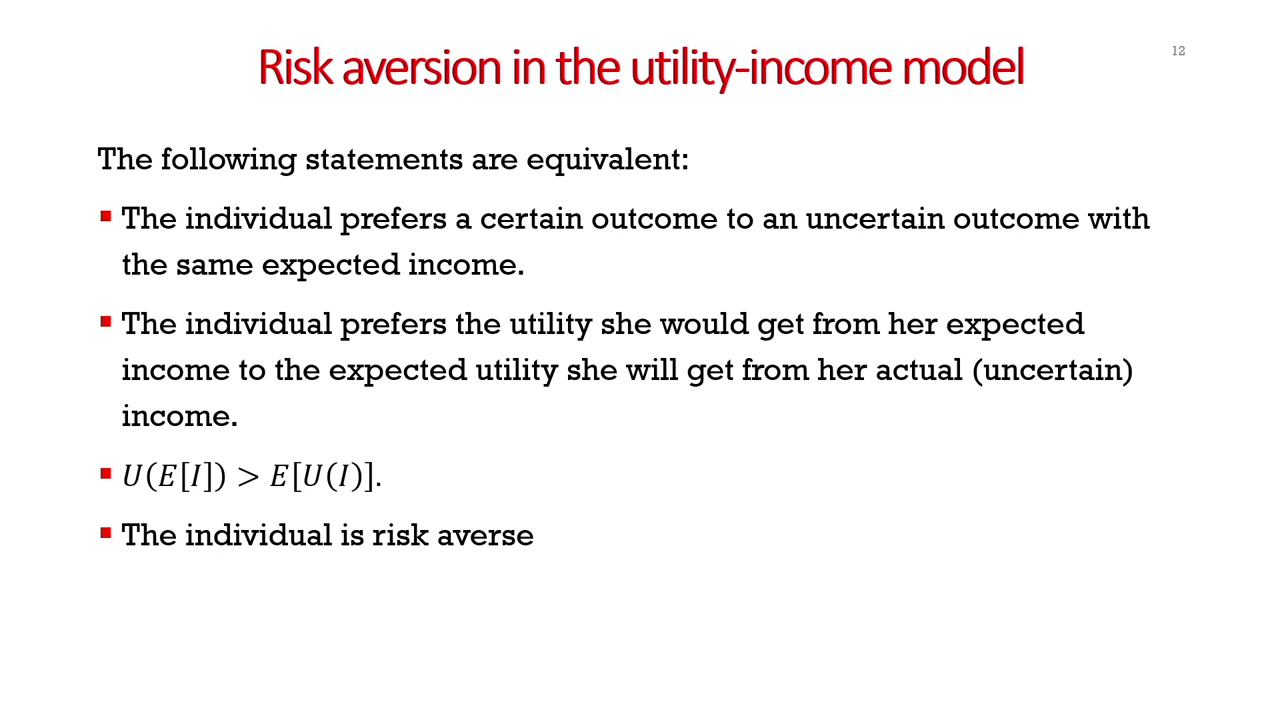 Risk aversion in the utility-income model
12
The following statements are equivalent:
▪ The individual prefers a certain outcome to an uncertain outcome with
the same expected income.
▪ The individual prefers the utility she would get from her expected
income to the expected utility she will get from her actual (uncertain)
income.
▪ 𝑈(𝐸[𝐼]) > 𝐸[𝑈(𝐼)].
▪ The individual is risk averse